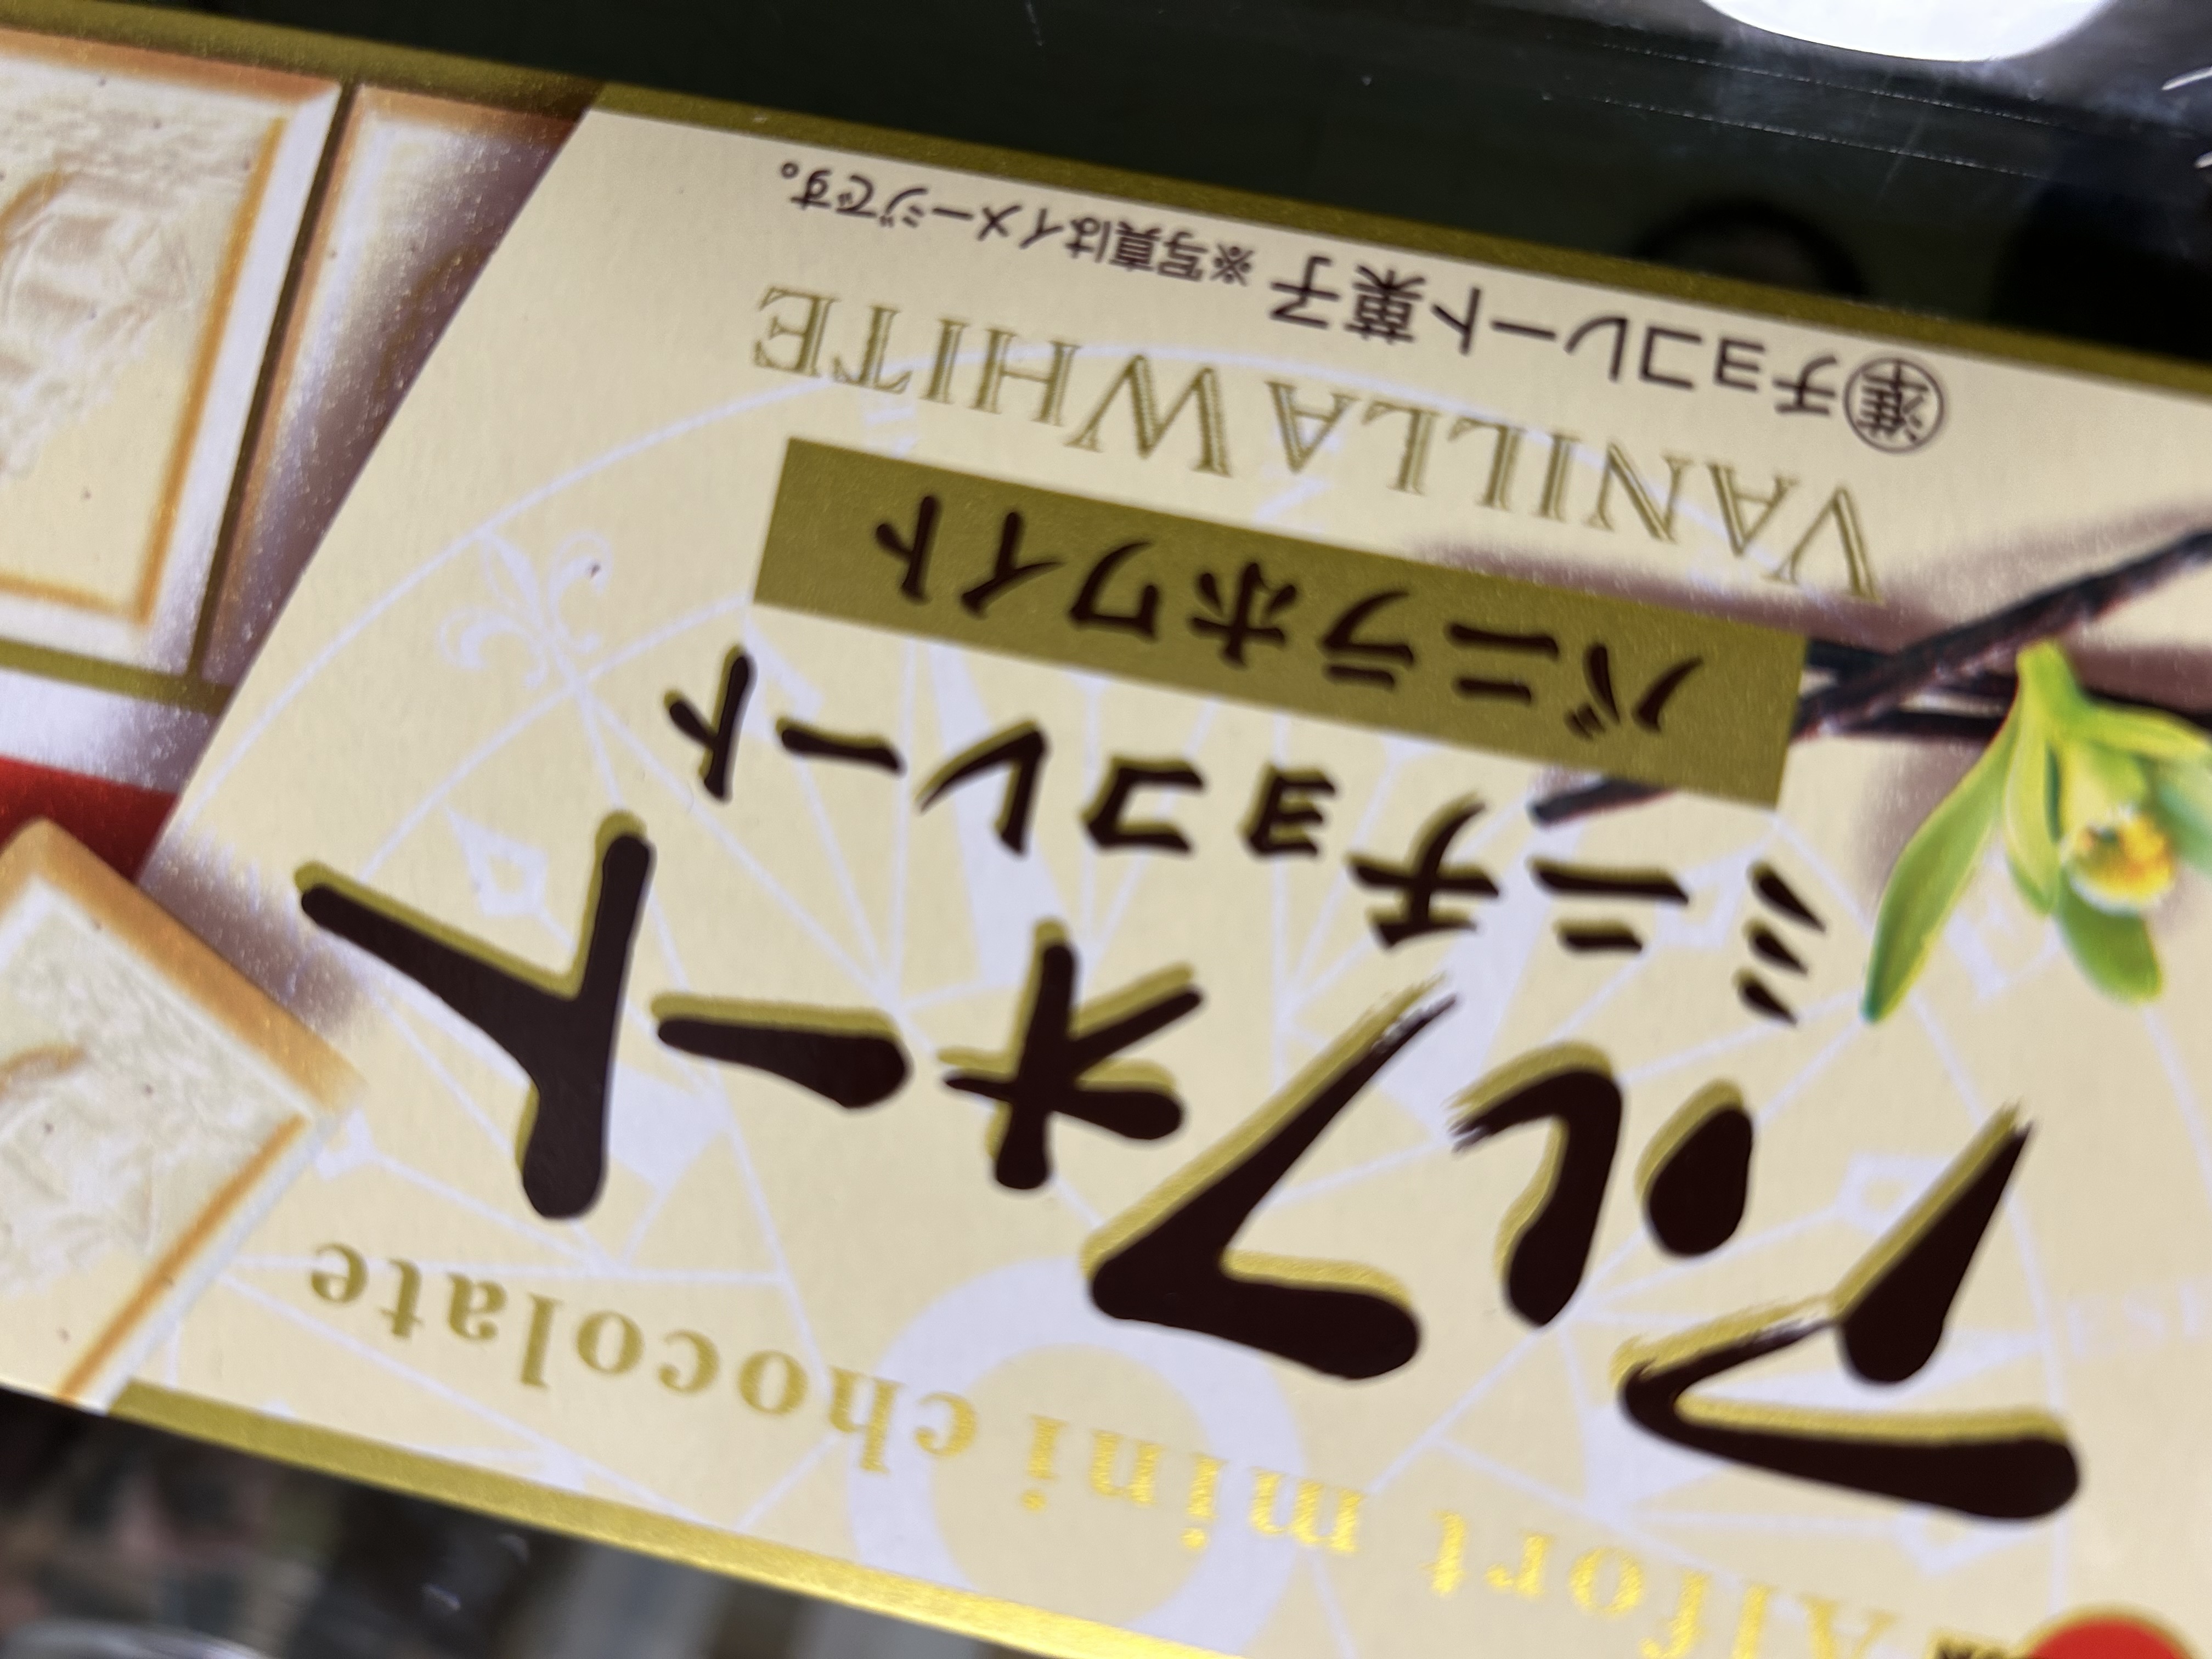 Alfort mini chocolate
アルフォート
ミニチョコレート
バニラホワイト
VANILLA WHITE
㊤チョコレート菓子 ※写真はイメージです。